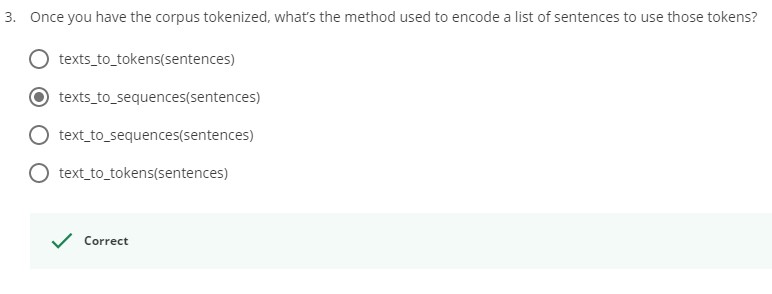 3. Once you have the corpus tokenized, what's the method used to encode a list of sentences to use those tokens?
texts_to_tokens(sentences)
texts_to_sequences(sentences)
text_to_sequences(sentences)
text_to_tokens(sentences)
Correct